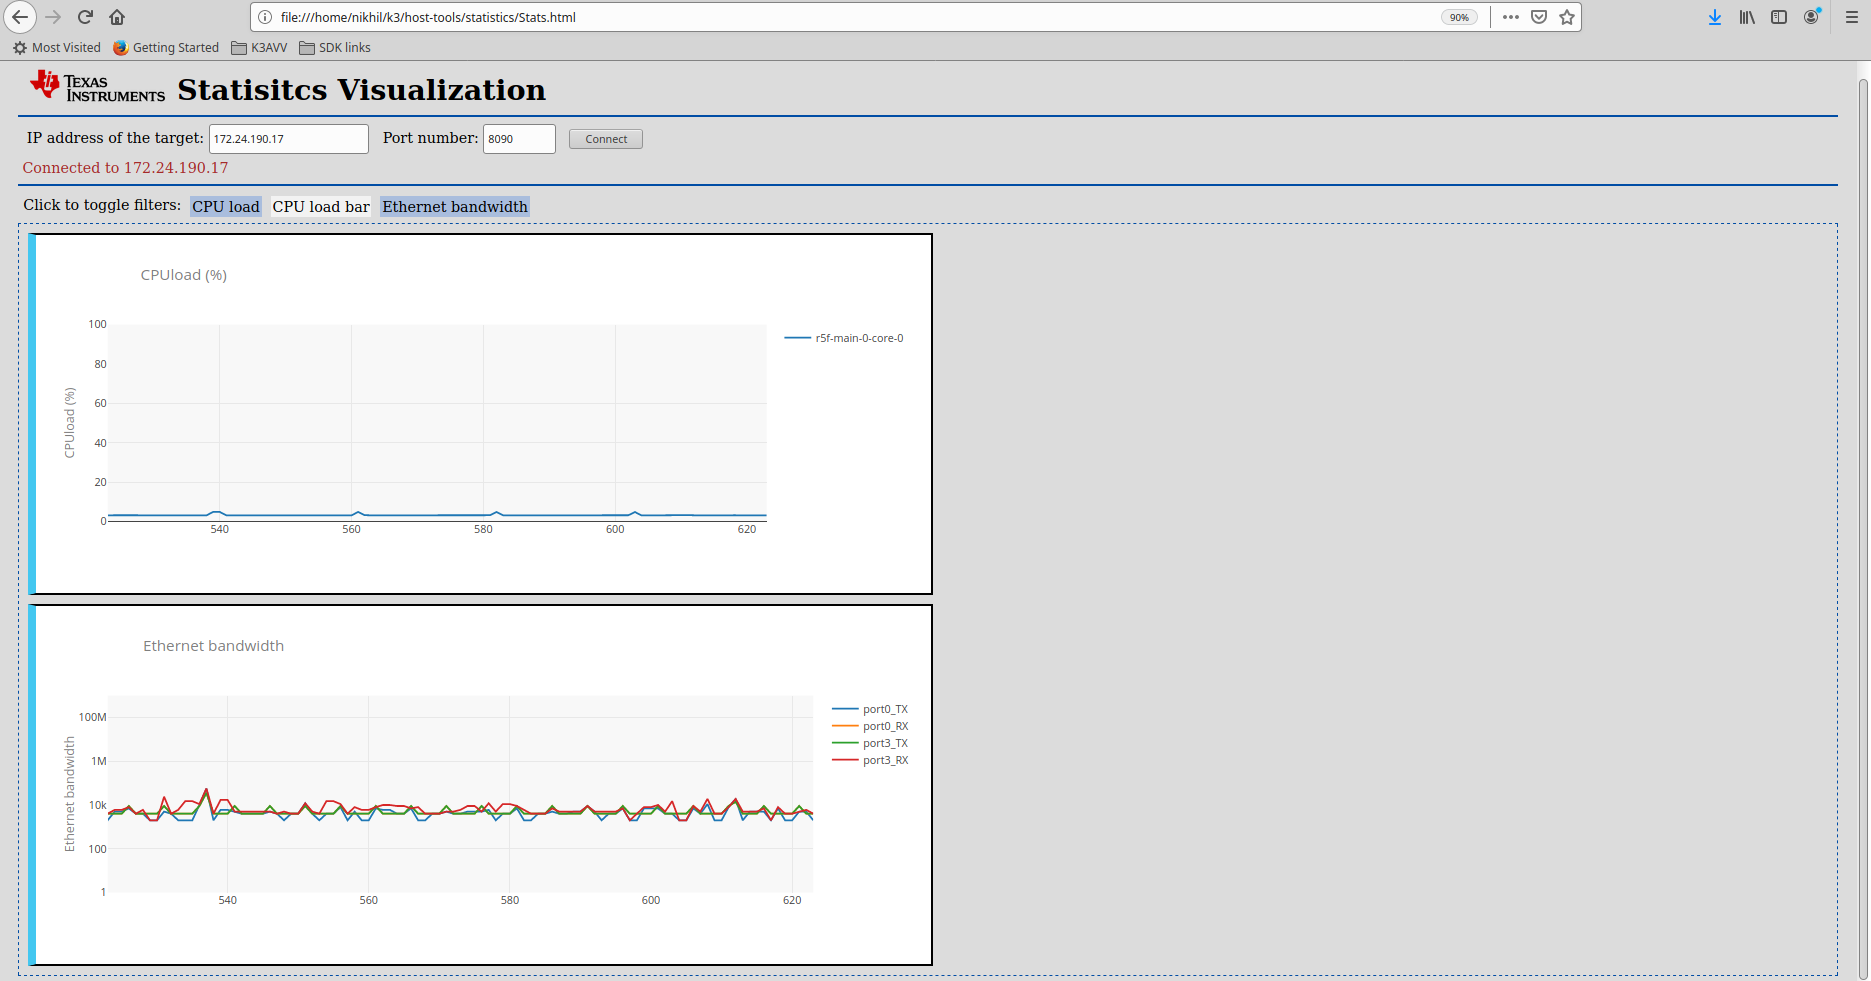 file:///home/nikhil/k3/host-tools/statistics/Stats.html 90%
Most Visited Getting Started K3AVV SDK links
TEXAS INSTRUMENTS Statisitcs Visualization
IP address of the target: 172.24.190.17 Port number: 8090 Connect
Connected to 172.24.190.17
Click to toggle filters: CPU load CPU load bar Ethernet bandwidth
CPUload (%)
CPUload (%)
100
80
60
40
20
0
540 560 580 600 620
r5f-main-0-core-0
Ethernet bandwidth
Ethernet bandwidth
100M
1M
10k
100
1
540 560 580 600 620
port0_TX
port0_RX
port3_TX
port3_RX